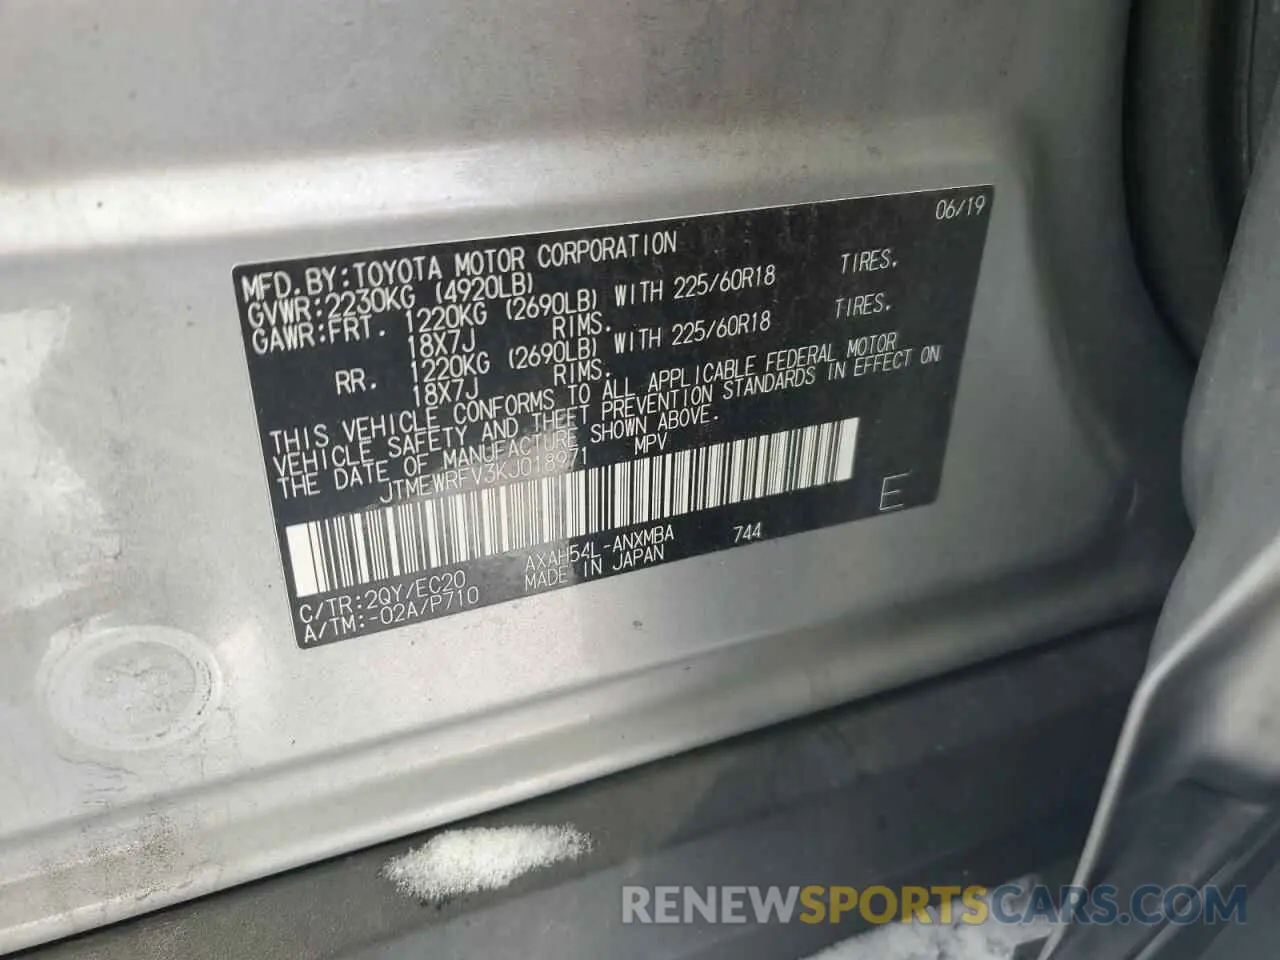 06/19
MFD. BY: TOYOTA MOTOR CORPORATION
GVWR: 2230KG (4920LB)
GAWR: FRT. 1220KG (2690LB) WITH 225/60R18 TIRES.
18X7J RIMS.
RR. 1220KG (2690LB) WITH 225/60R18 TIRES.
18X7J RIMS.
THIS VEHICLE CONFORMS TO ALL APPLICABLE FEDERAL MOTOR
VEHICLE SAFETY AND THEFT PREVENTION STANDARDS IN EFFECT ON
THE DATE OF MANUFACTURE SHOWN ABOVE.
JTMEWRFV3KJ018971 MPV
E
AXAH54L-ANXMBA 744
C/TR: 2QY/EC20 MADE IN JAPAN
A/TM: -02A/P710
RENEWSPORTSCARS.COM